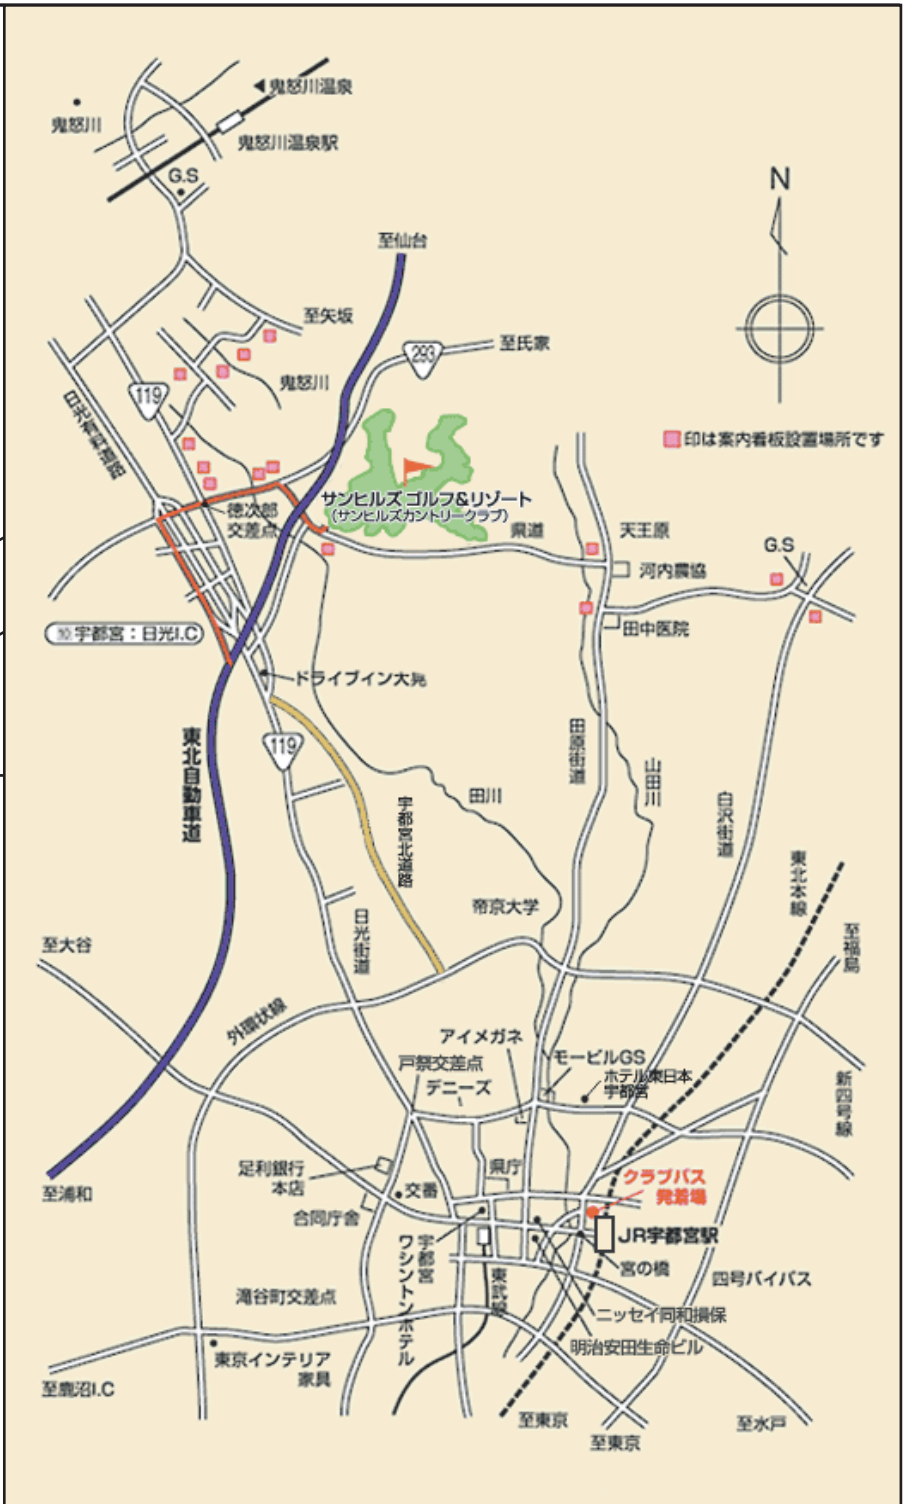 鬼怒川温泉
鬼怒川
鬼怒川温泉駅
G.S
N
至仙台
至矢坂
293
至氏家
鬼怒川
119
日光有料道路
印は案内看板設置場所です
サンヒルズ ゴルフ&リゾート
(サンヒルズカントリークラブ)
徳次郎
交差点
県道
天王原
G.S
河内農協
田中医院
10 宇都宮:日光I.C
ドライブイン大晃
東北自動車道
119
田原街道
山田川
田川
白沢街道
宇都宮北道路
東北本線
帝京大学
日光街道
至大谷
至福島
外環状線
アイメガネ
モービルGS
戸祭交差点
ホテル東日本
宇都宮
デニーズ
新四号線
足利銀行
本店
県庁
クラブバス
発着場
至浦和
交番
合同庁舎
JR宇都宮駅
宇都宮
ワシントンホテル
宮の橋
東武線
四号バイパス
滝谷町交差点
ニッセイ同和損保
明治安田生命ビル
東京インテリア
家具
至鹿沼I.C
至東京
至水戸
至東京